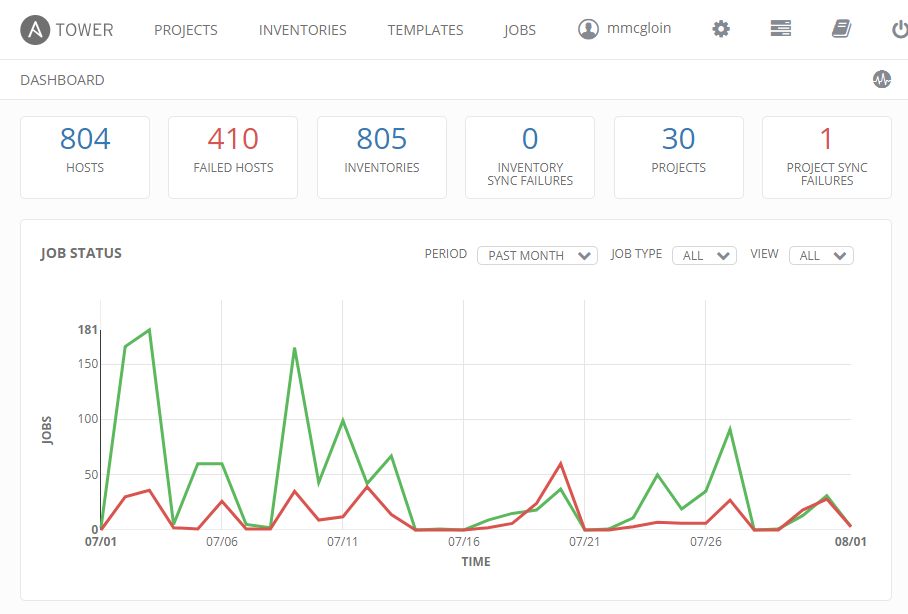 TOWER PROJECTS INVENTORIES TEMPLATES JOBS mmcgloin
DASHBOARD
804 410 805 0 30 1
HOSTS FAILED HOSTS INVENTORIES INVENTORY SYNC FAILURES PROJECTS PROJECT SYNC FAILURES
JOB STATUS PERIOD PAST MONTH JOB TYPE ALL VIEW ALL
181
150
100
50
0
JOBS
07/01 07/06 07/11 07/16 07/21 07/26 08/01
TIME